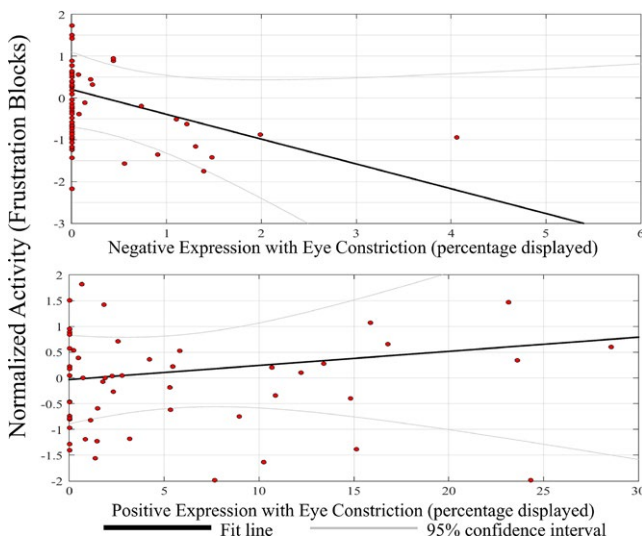 Normalized Activity (Frustration Blocks)
2
1
0
-1
-2
-3
0 1 2 3 4 5 6
Negative Expression with Eye Constriction (percentage displayed)
2
1.5
1
0.5
0
-0.5
-1
-1.5
-2
0 5 10 15 20 25 30
Positive Expression with Eye Constriction (percentage displayed)
Fit line 95% confidence interval